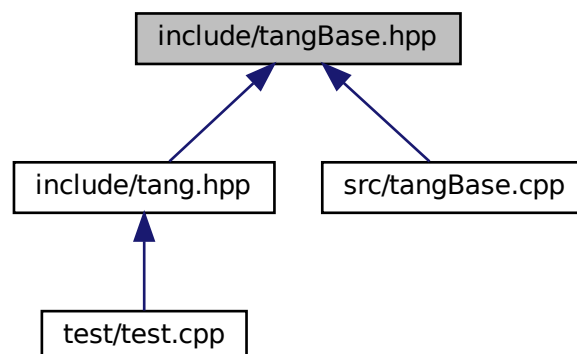 include/tangBase.hpp
include/tang.hpp
src/tangBase.cpp
test/test.cpp